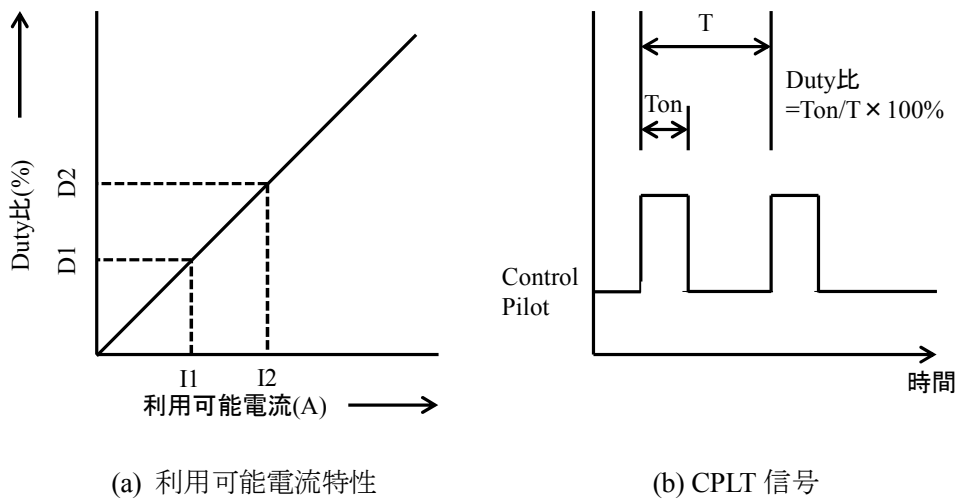 Duty比(%)
D2
D1
I1
I2
利用可能電流(A)
(a) 利用可能電流特性
T
Ton
Duty比
=Ton/T×100%
Control
Pilot
時間
(b) CPLT 信号